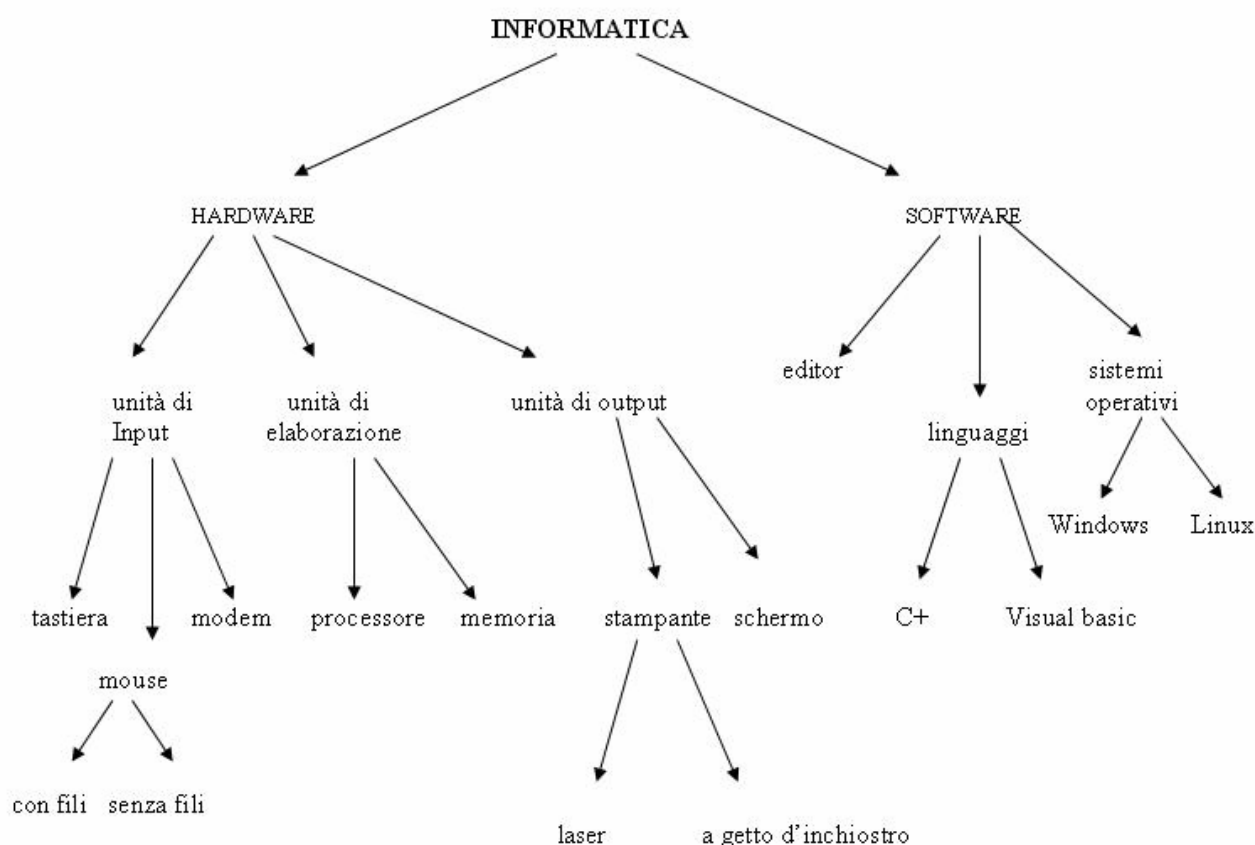 INFORMATICA
HARDWARE
SOFTWARE
editor
sistemi
operativi
unità di
Input
unità di
elaborazione
unità di output
linguaggi
Windows
Linux
tastiera
modem
processore
memoria
stampante
schermo
C+
Visual basic
mouse
con fili
senza fili
laser
a getto d'inchiostro